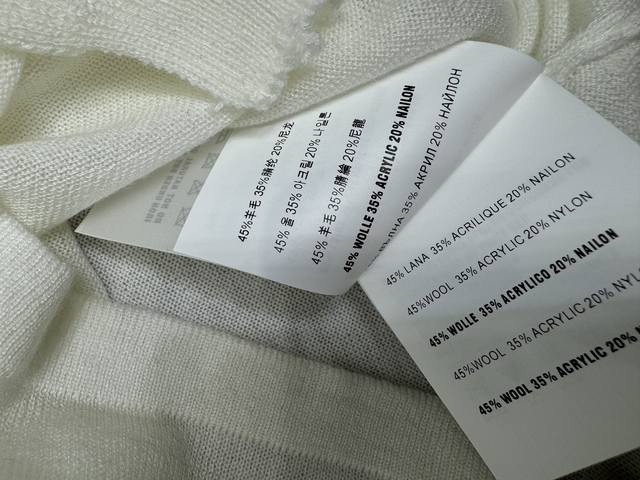 45%羊毛 35%腈纶 20%尼龙
45% 울 35% 아크릴 20% 나일론
45% 羊毛 35%腈綸 20%尼龍
45% WOLLE 35% ACRYLIC 20% NAILON
35% АКРИЛ 20% НАЙЛОН
45% LANA 35% ACRILIQUE 20% NAILON
45%WOOL 35% ACRYLIC 20% NYLON
45% WOLLE 35% ACRYLICO 20% NAILON
45%WOOL 35% ACRYLIC 20% NYL
45% WOOL 35% ACRYLIC 20%